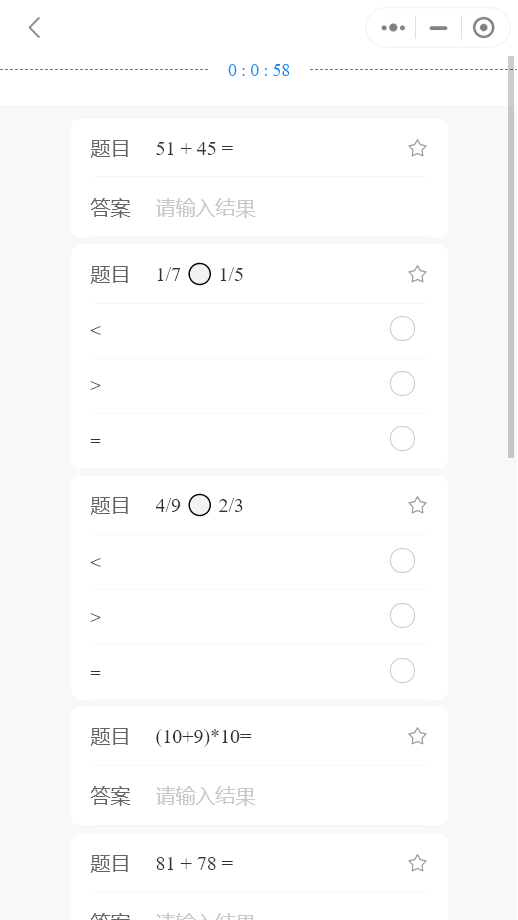 0 : 0 : 58
题目 51 + 45 =
答案 请输入结果
题目 1/7 ◯ 1/5
<
>
=
题目 4/9 ◯ 2/3
<
>
=
题目 (10+9)*10=
答案 请输入结果
题目 81 + 78 =
答案 请输入结果